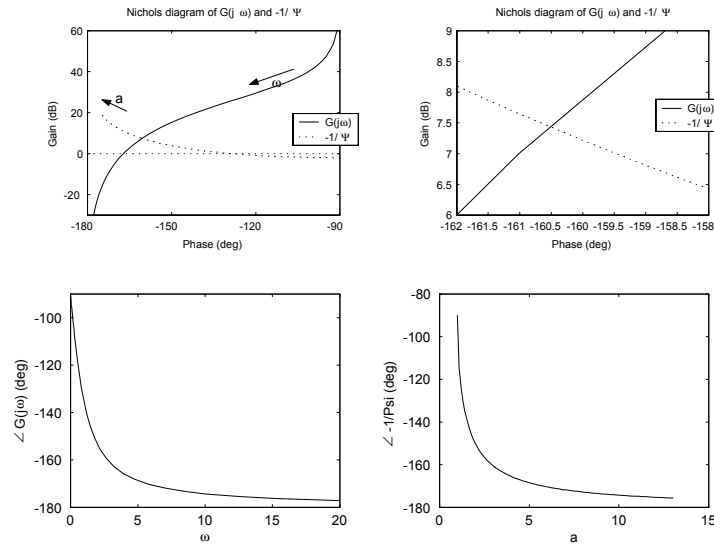 Nichols diagram of G(j ω) and -1/ Ψ
60
40
20
0
-20
Gain (dB)
-180
-150
-120
-90
Phase (deg)
a
ω
G(jω)
-1/ Ψ
Nichols diagram of G(j ω) and -1/ Ψ
9
8.5
8
7.5
7
6.5
6
Gain (dB)
-162
-161.5
-161
-160.5
-160
-159.5
-159
-158.5
-158
Phase (deg)
G(jω)
-1/ Ψ
-100
-120
-140
-160
-180
∠ G(jω) (deg)
0
5
10
15
20
ω
-80
-100
-120
-140
-160
-180
∠ -1/Psi (deg)
0
5
10
15
a